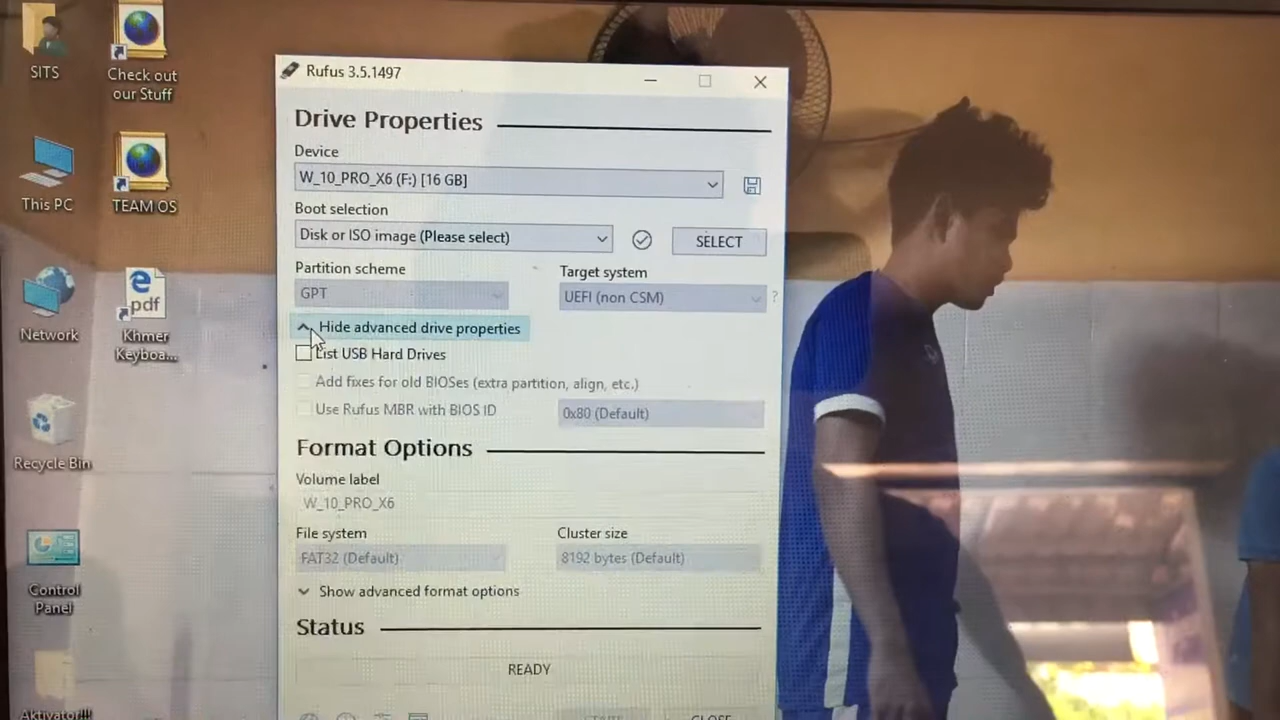 SITS
Check out
our Stuff
This PC
TEAM OS
Network
pdf
Khmer
Keyboa...
Recycle Bin
Control
Panel
Aktivator!!!
Rufus 3.5.1497
Drive Properties
Device
W_10_PRO_X6 (F:) [16 GB]
Boot selection
Disk or ISO image (Please select)
SELECT
Partition scheme
Target system
GPT
UEFI (non CSM)
?
Hide advanced drive properties
List USB Hard Drives
Add fixes for old BIOSes (extra partition, align, etc.)
Use Rufus MBR with BIOS ID
0x80 (Default)
Format Options
Volume label
W_10_PRO_X6
File system
Cluster size
FAT32 (Default)
8192 bytes (Default)
Show advanced format options
Status
READY
START
CLOSE